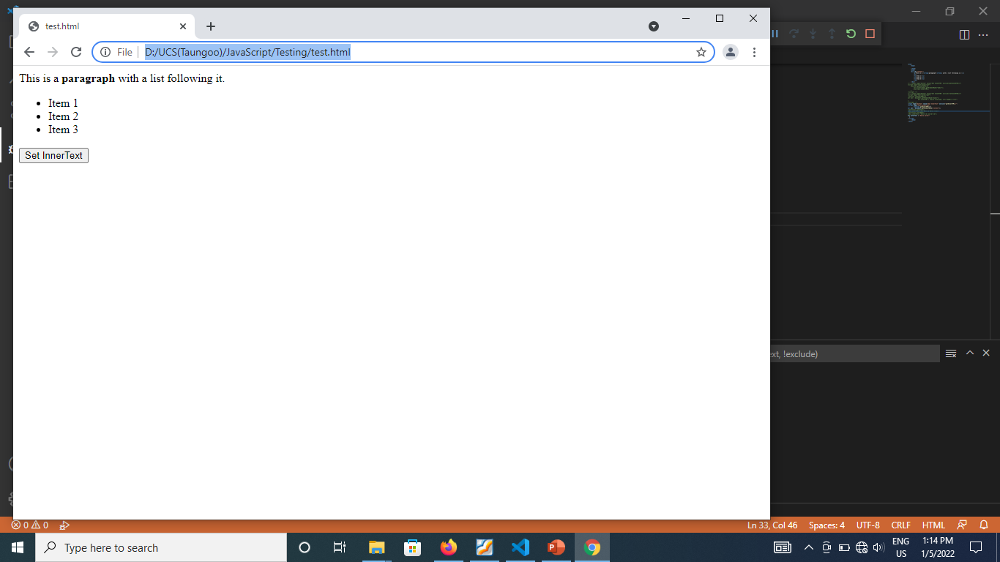 test.html
File
D:/UCS(Taungoo)/JavaScript/Testing/test.html
This is a paragraph with a list following it.
Item 1
Item 2
Item 3
Set InnerText
ext, !exclude)
0 0
Ln 33, Col 46 Spaces: 4 UTF-8 CRLF HTML
Type here to search
ENG
US
1:14 PM
1/5/2022